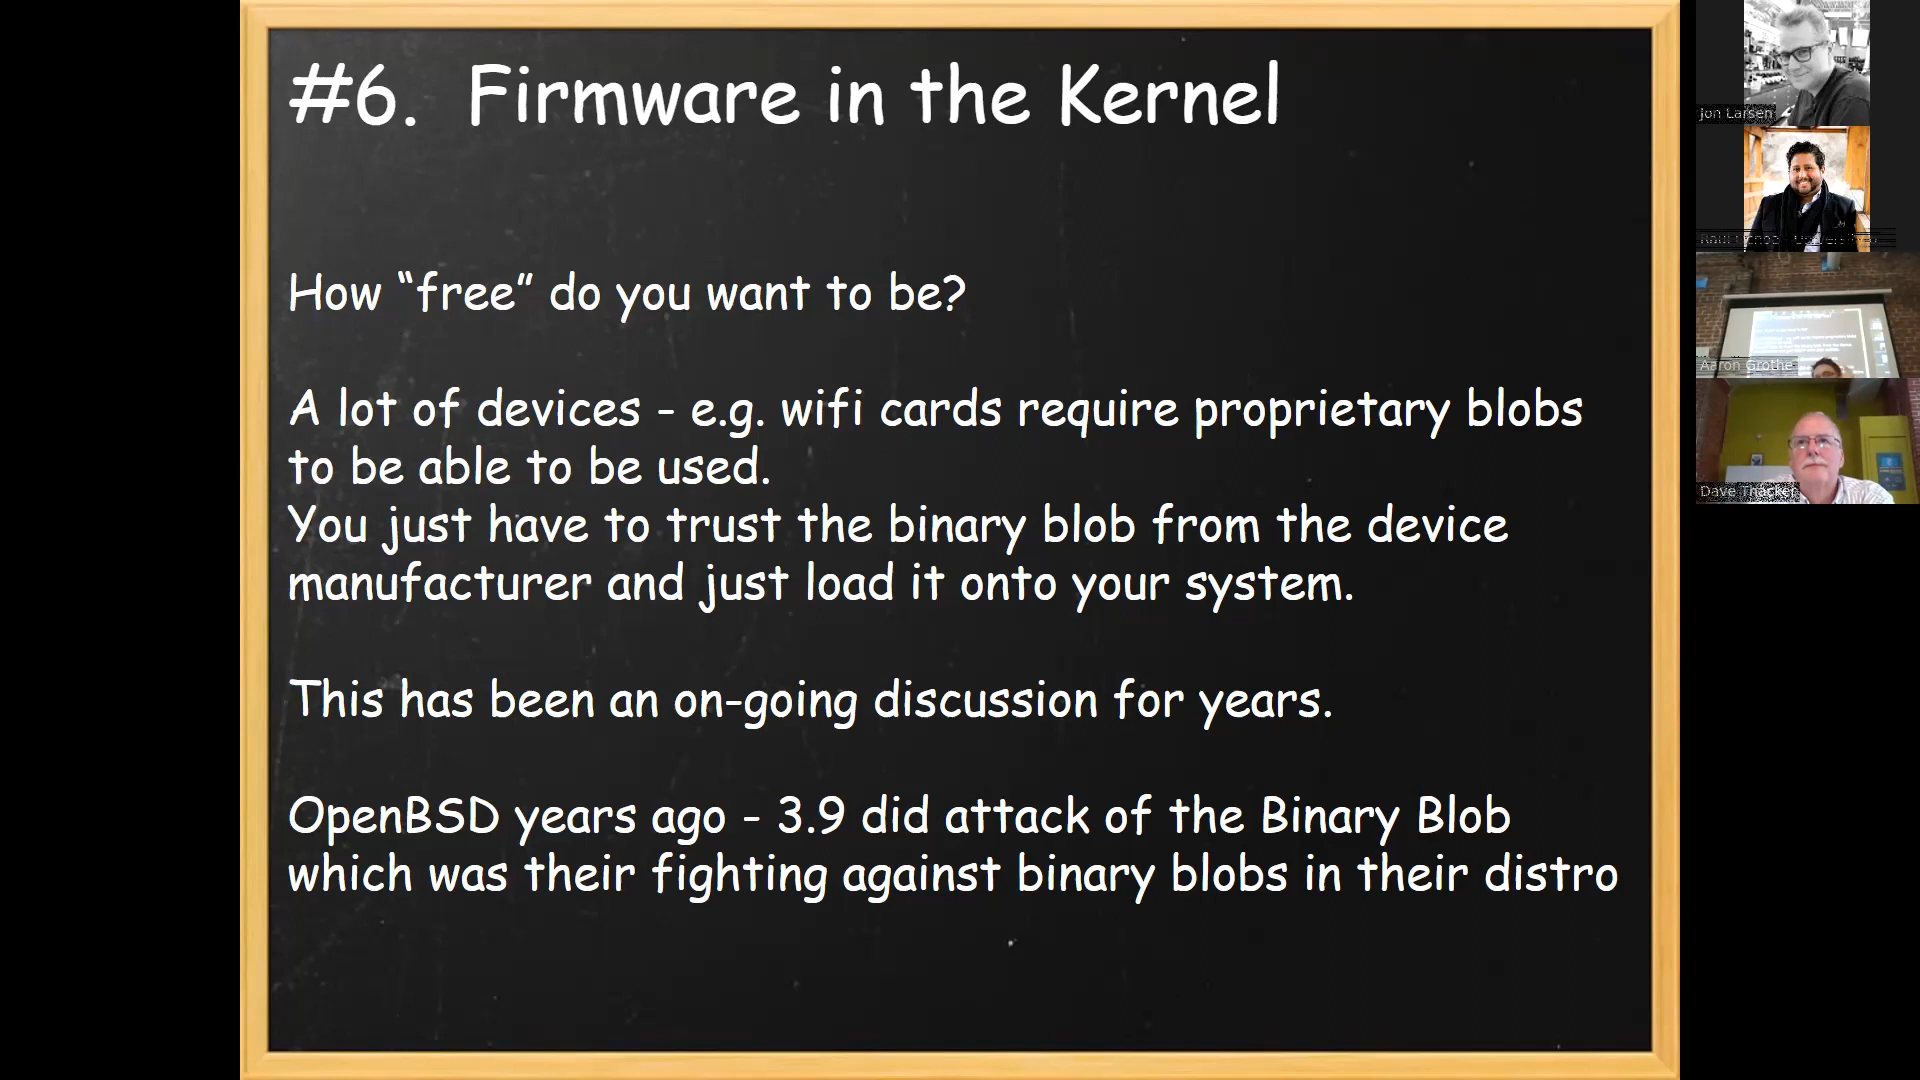 #6. Firmware in the Kernel
How “free” do you want to be?
A lot of devices - e.g. wifi cards require proprietary blobs
to be able to be used.
You just have to trust the binary blob from the device
manufacturer and just load it onto your system.
This has been an on-going discussion for years.
OpenBSD years ago - 3.9 did attack of the Binary Blob
which was their fighting against binary blobs in their distro
Jon Larsen
Aaron Grothe
Dave Thacker